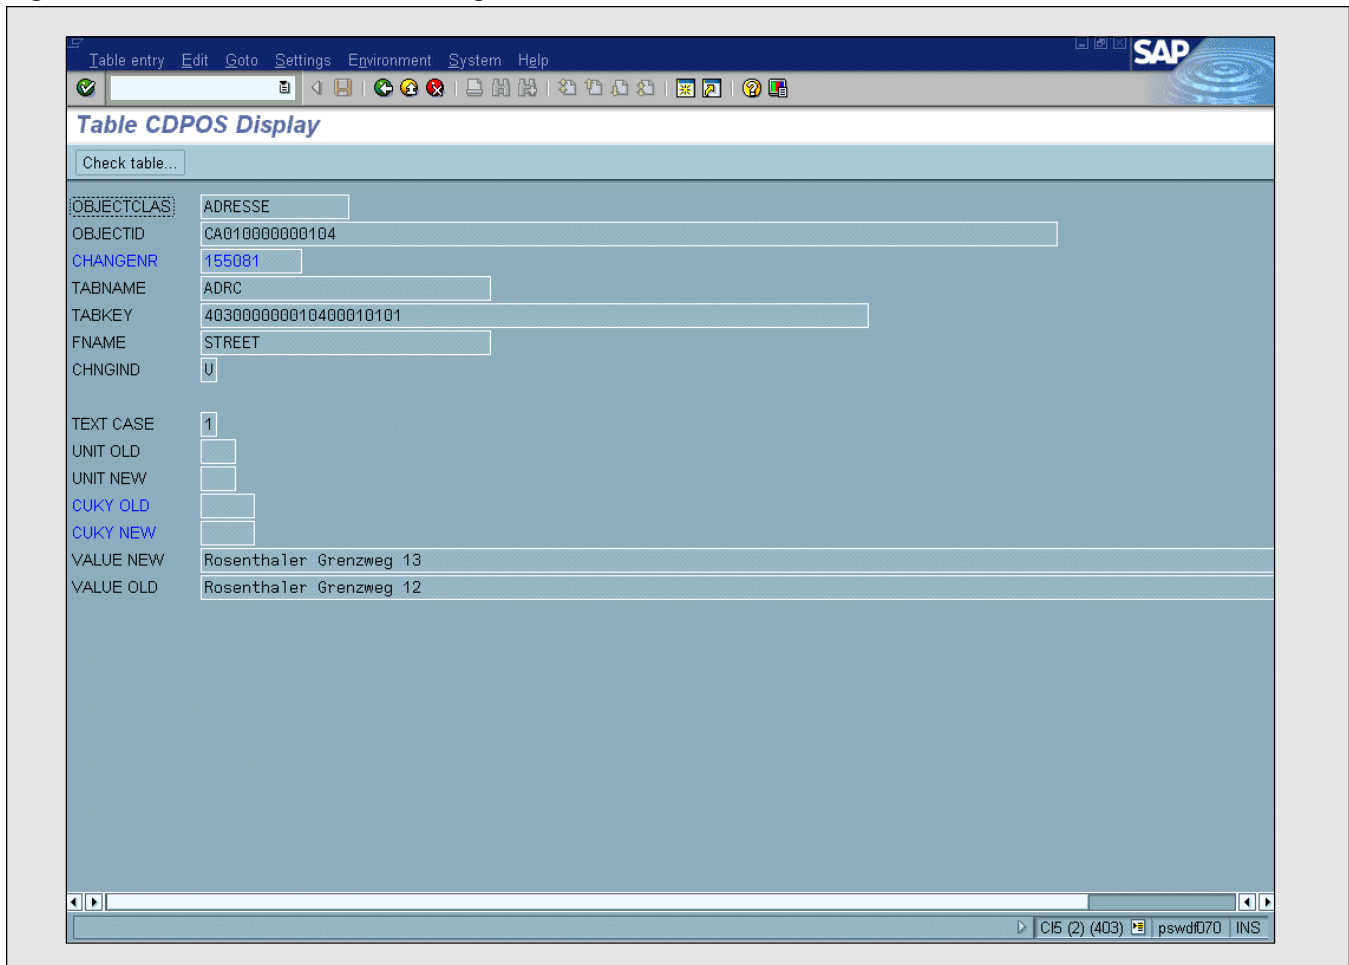 Table entry Edit Goto Settings Environment System Help
SAP
Table CDPOS Display
Check table...
OBJECTCLAS ADRESSE
OBJECTID CA010000000104
CHANGENR 155081
TABNAME ADRC
TABKEY 403000000010400010101
FNAME STREET
CHNGIND U
TEXT CASE 1
UNIT OLD
UNIT NEW
CUKY OLD
CUKY NEW
VALUE NEW Rosenthaler Grenzweg 13
VALUE OLD Rosenthaler Grenzweg 12
CI5 (2) (403) pswdf070 INS